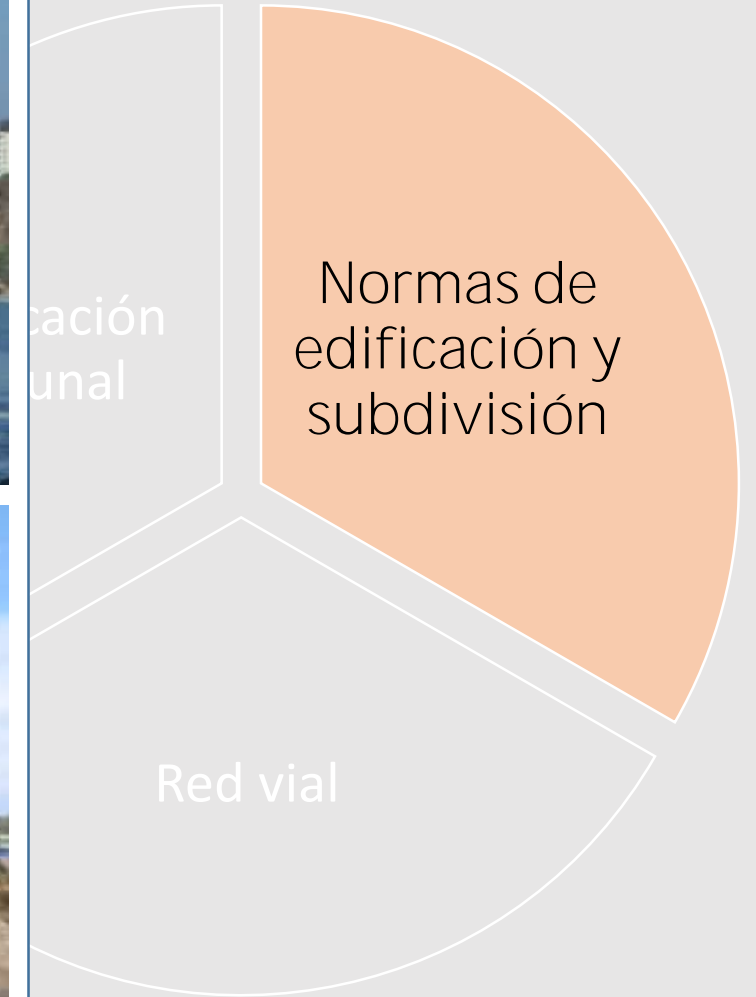 Normas de
edificación y
subdivisión
cación
unal
Red vial